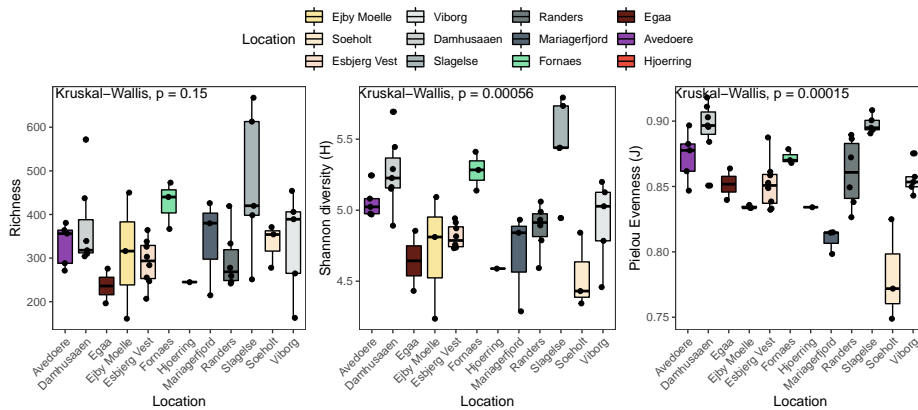 Location
Ejby Moelle
Viborg
Randers
Egaa
Soeholt
Damhusaaen
Mariagerfjord
Avedoere
Esbjerg Vest
Slagelse
Fornaes
Hjoerring
Kruskal−Wallis, p = 0.15
Richness
600
500
400
300
200
Avedoere
Damhusaaen
Egaa
Ejby Moelle
Esbjerg Vest
Fornaes
Hjoerring
Mariagerfjord
Randers
Slagelse
Soeholt
Viborg
Location
Kruskal−Wallis, p = 0.00056
Shannon diversity (H)
5.5
5.0
4.5
Avedoere
Damhusaaen
Egaa
Ejby Moelle
Esbjerg Vest
Fornaes
Hjoerring
Mariagerfjord
Randers
Slagelse
Soeholt
Viborg
Location
Kruskal−Wallis, p = 0.00015
Pielou Evenness (J)
0.90
0.85
0.80
0.75
Avedoere
Damhusaaen
Egaa
Ejby Moelle
Esbjerg Vest
Fornaes
Hjoerring
Mariagerfjord
Randers
Slagelse
Soeholt
Viborg
Location